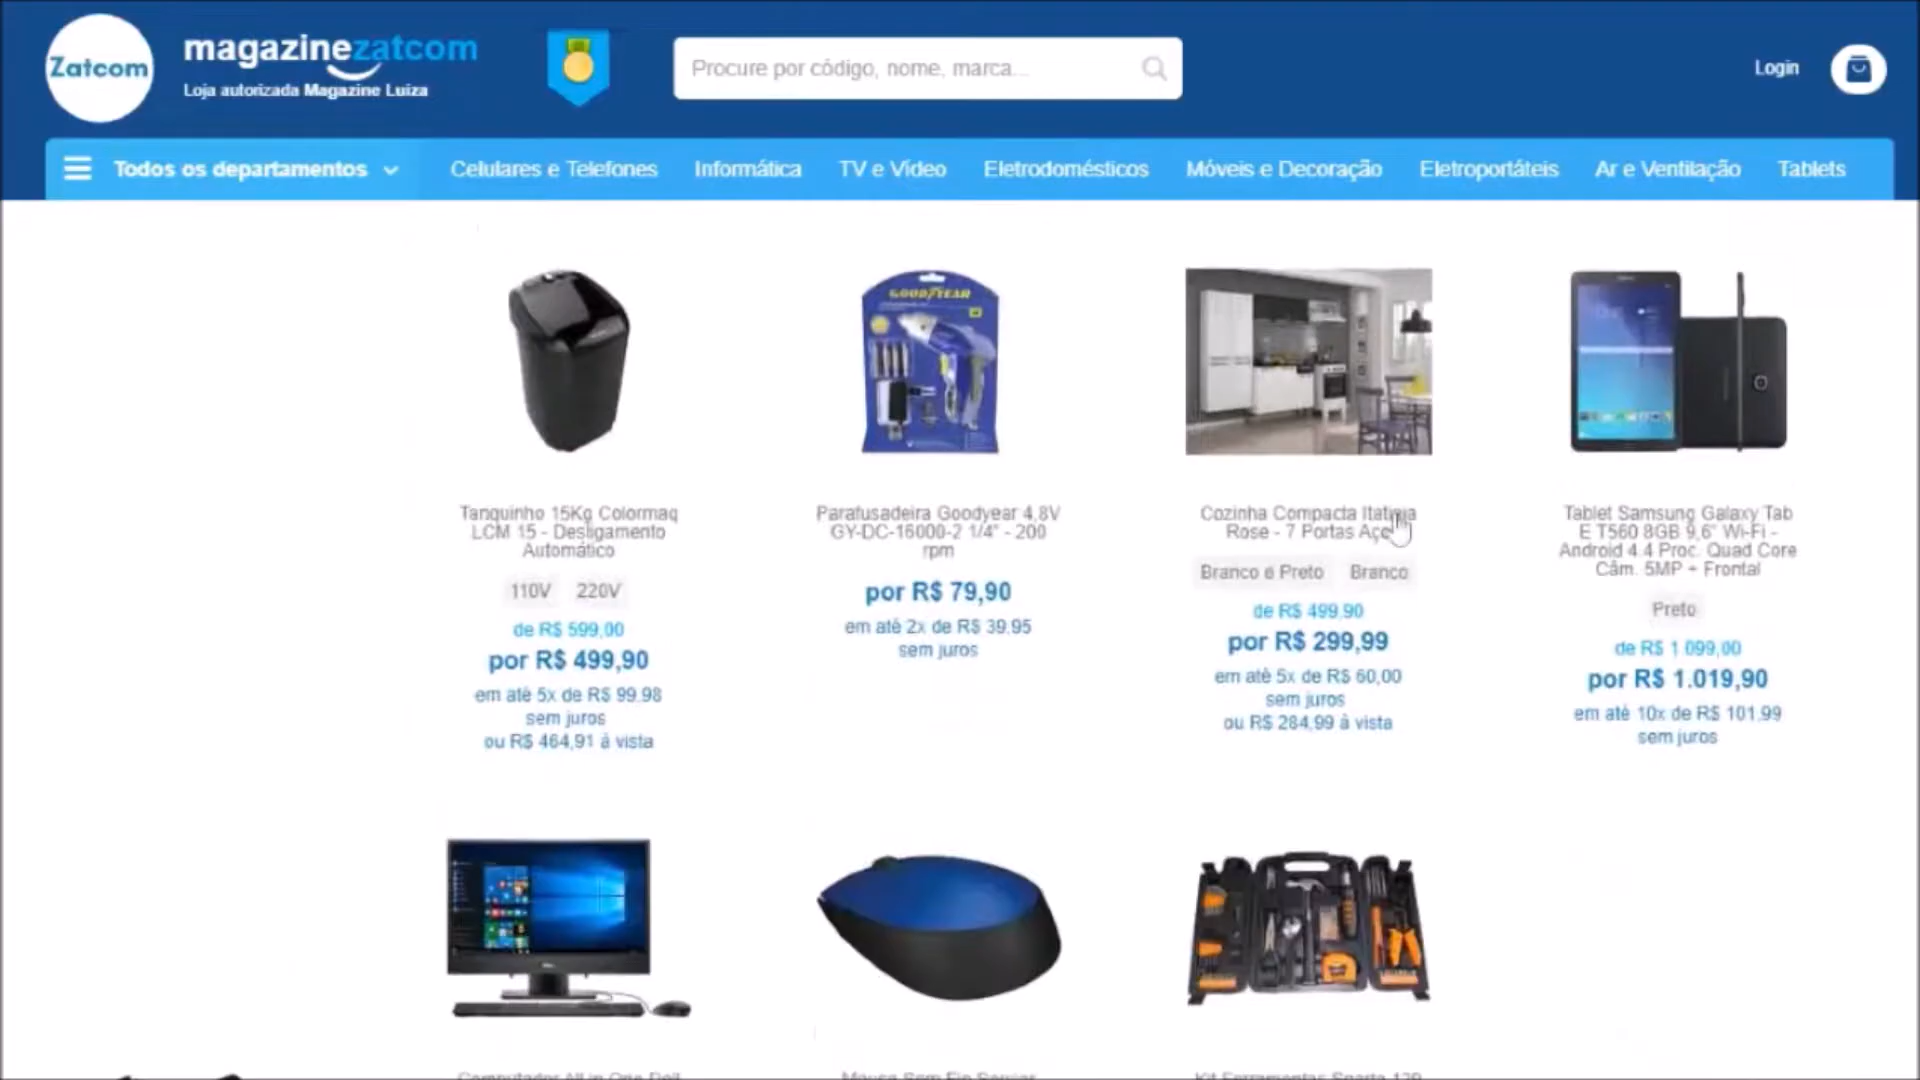 Zatcom
magazinezatcom
Loja autorizada Magazine Luiza
Procure por código, nome, marca...
Login
Todos os departamentos
Celulares e Telefones
Informática
TV e Vídeo
Eletrodomésticos
Móveis e Decoração
Eletroportáteis
Ar e Ventilação
Tablets
Tanquinho 15Kg Colormaq
LCM 15 - Desligamento
Automático
110V 220V
de R$ 599,00
por R$ 499,90
em até 5x de R$ 99,98
sem juros
ou R$ 464,91 à vista
GOODYEAR
Parafusadeira Goodyear 4,8V
GY-DC-16000-2 1/4" - 200
rpm
por R$ 79,90
em até 2x de R$ 39,95
sem juros
Cozinha Compacta Itatiaia
Rose - 7 Portas Aço
Branco e Preto Branco
de R$ 499,90
por R$ 299,99
em até 5x de R$ 60,00
sem juros
ou R$ 284,99 à vista
Tablet Samsung Galaxy Tab
E T560 8GB 9,6" Wi-Fi -
Android 4.4 Proc. Quad Core
Câm. 5MP + Frontal
Preto
de R$ 1.099,00
por R$ 1.019,90
em até 10x de R$ 101,99
sem juros
Computador All in One Dell
Mouse Sem Fio
Kit Ferramentas Sparta 129